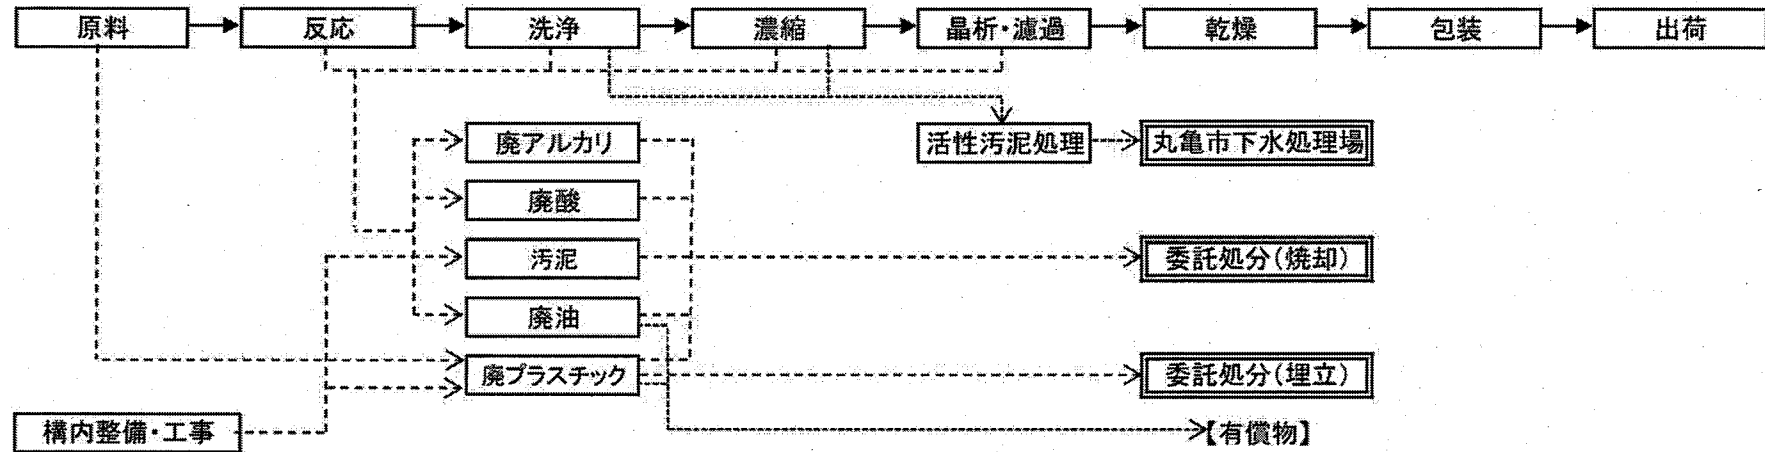 原料 反応 洗浄 濃縮 晶析・濾過 乾燥 包装 出荷
廃アルカリ 活性汚泥処理 丸亀市下水処理場
廃酸
汚泥 委託処分(焼却)
廃油
廃プラスチック 委託処分(埋立)
構内整備・工事 【有償物】